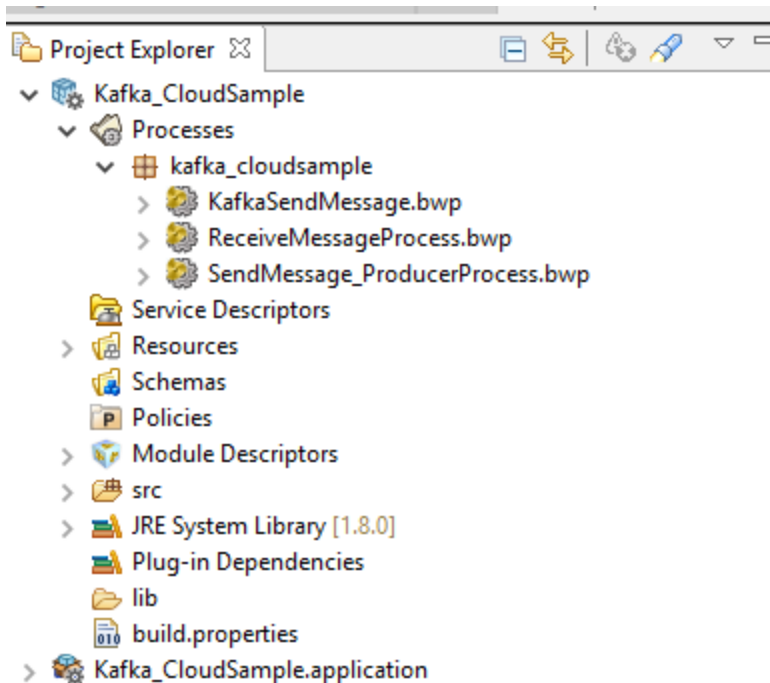 Project Explorer
Kafka_CloudSample
Processes
kafka_cloudsample
KafkaSendMessage.bwp
ReceiveMessageProcess.bwp
SendMessage_ProducerProcess.bwp
Service Descriptors
Resources
Schemas
P Policies
Module Descriptors
src
JRE System Library [1.8.0]
Plug-in Dependencies
lib
010 build.properties
Kafka_CloudSample.application